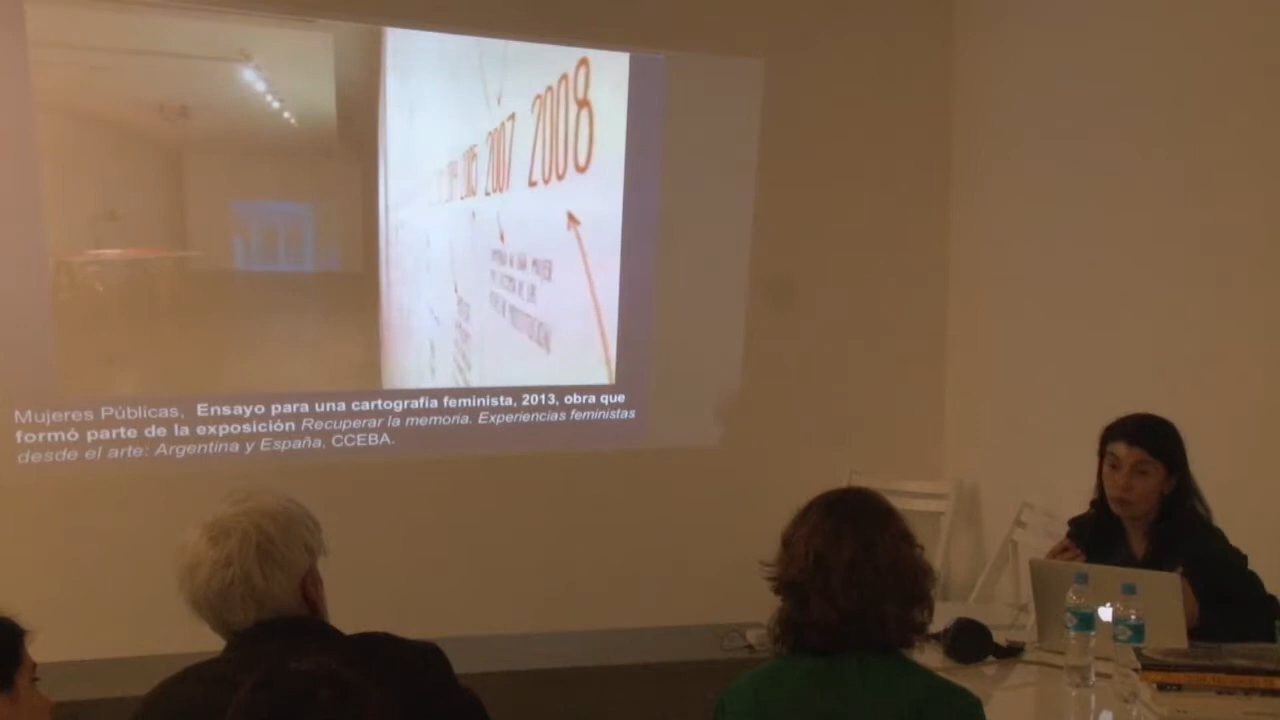 2007 2008
Mujeres Públicas, Ensayo para una cartografía feminista, 2013, obra que
formó parte de la exposición Recuperar la memoria. Experiencias feministas
desde el arte: Argentina y España, CCEBA.